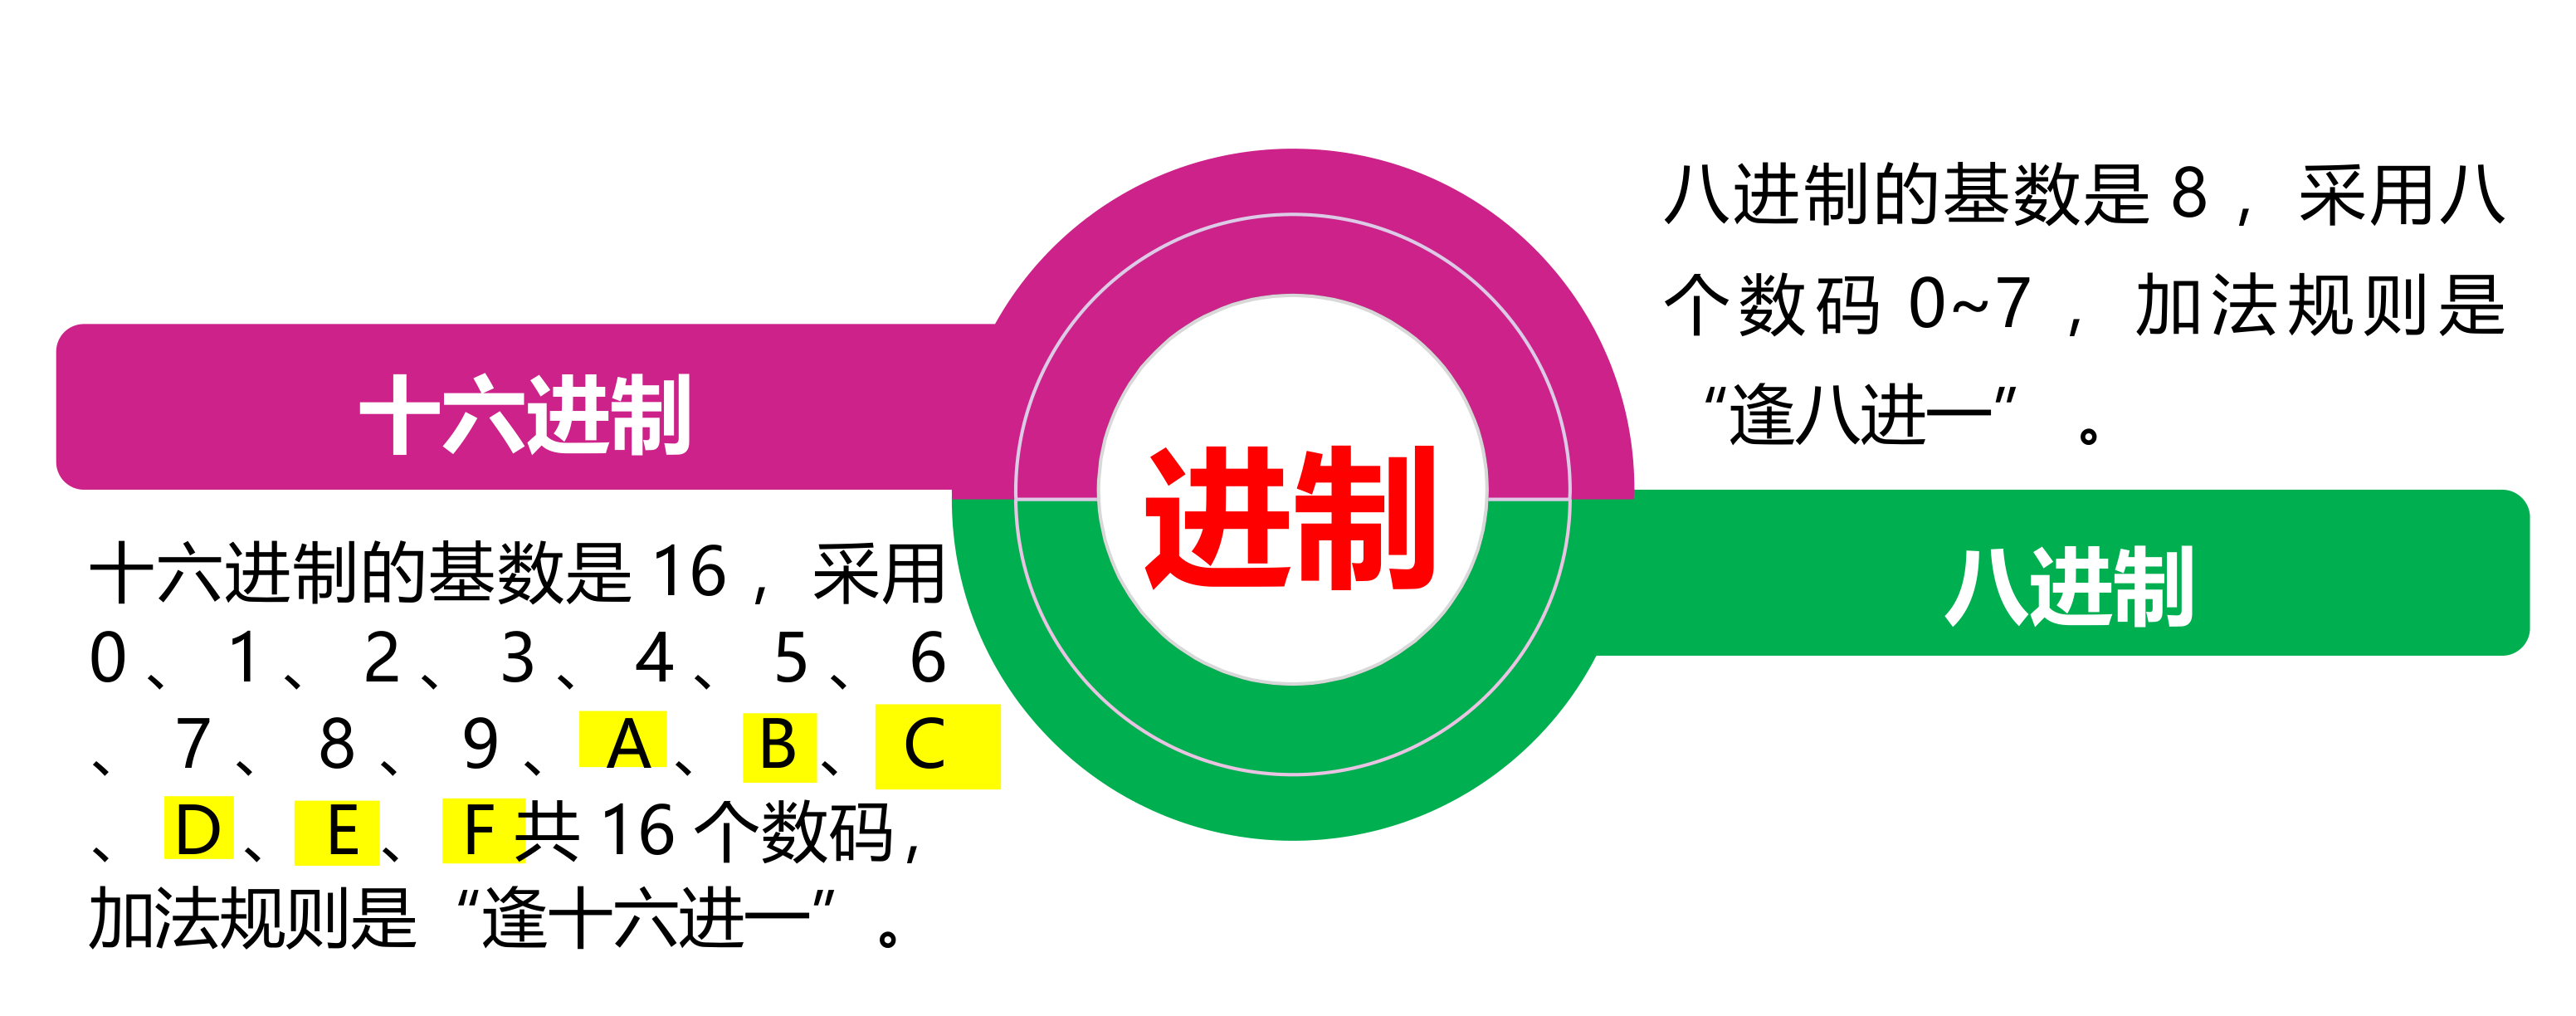 十六进制
十六进制的基数是 16 ，采用
0 、 1 、 2 、 3 、 4 、 5 、 6
、 7 、 8 、 9 、 A 、 B 、 C
、 D 、 E 、 F 共 16 个数码，
加法规则是“逢十六进一”。
进制
八进制的基数是 8 ，采用八
个数码 0~7 ，加法规则是
“逢八进一”。
八进制